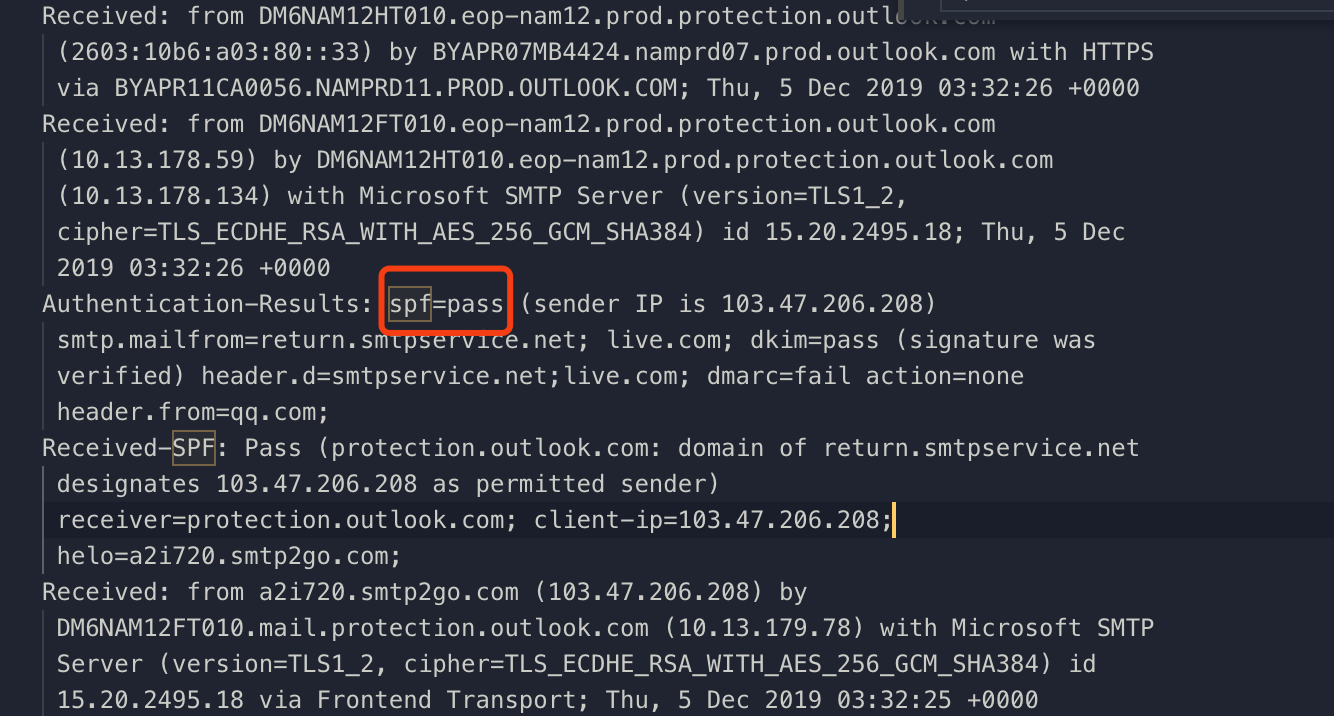 Received: from DM6NAM12HT010.eop-nam12.prod.protection.outlook.com
(2603:10b6:a03:80::33) by BYAPR07MB4424.namprd07.prod.outlook.com with HTTPS
via BYAPR11CA0056.NAMPRD11.PROD.OUTLOOK.COM; Thu, 5 Dec 2019 03:32:26 +0000
Received: from DM6NAM12FT010.eop-nam12.prod.protection.outlook.com
(10.13.178.59) by DM6NAM12HT010.eop-nam12.prod.protection.outlook.com
(10.13.178.134) with Microsoft SMTP Server (version=TLS1_2,
cipher=TLS_ECDHE_RSA_WITH_AES_256_GCM_SHA384) id 15.20.2495.18; Thu, 5 Dec
2019 03:32:26 +0000
Authentication-Results: spf=pass (sender IP is 103.47.206.208)
smtp.mailfrom=return.smtpservice.net; live.com; dkim=pass (signature was
verified) header.d=smtpservice.net;live.com; dmarc=fail action=none
header.from=qq.com;
Received-SPF: Pass (protection.outlook.com: domain of return.smtpservice.net
designates 103.47.206.208 as permitted sender)
receiver=protection.outlook.com; client-ip=103.47.206.208;
helo=a2i720.smtp2go.com;
Received: from a2i720.smtp2go.com (103.47.206.208) by
DM6NAM12FT010.mail.protection.outlook.com (10.13.179.78) with Microsoft SMTP
Server (version=TLS1_2, cipher=TLS_ECDHE_RSA_WITH_AES_256_GCM_SHA384) id
15.20.2495.18 via Frontend Transport; Thu, 5 Dec 2019 03:32:25 +0000